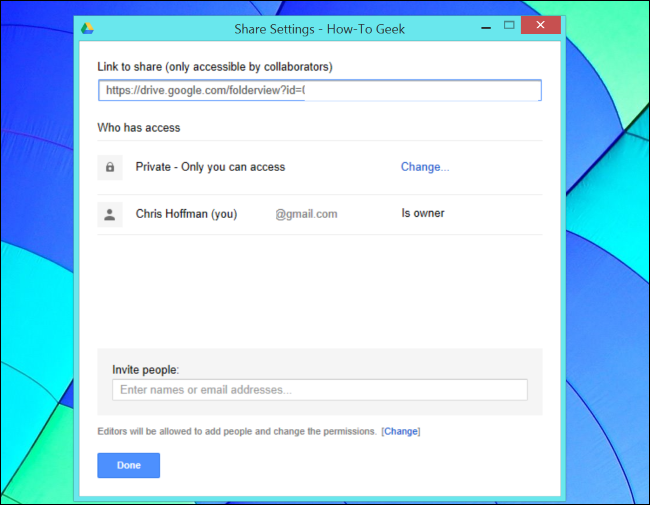 Share Settings - How-To Geek
Link to share (only accessible by collaborators)
https://drive.google.com/folderview?id=
Who has access
Private - Only you can access Change...
Chris Hoffman (you) @gmail.com Is owner
Invite people:
Enter names or email addresses...
Editors will be allowed to add people and change the permissions. [Change]
Done